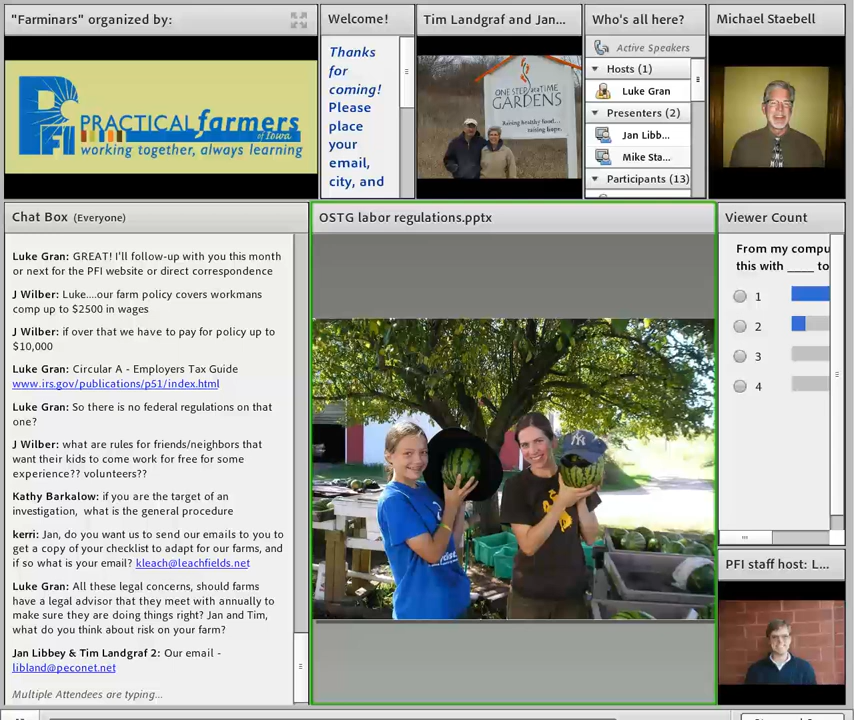 "Farminars" organized by:
PFI PRACTICAL farmers
of Iowa
working together, always learning
Welcome!
Thanks
for
coming!
Please
place
your
email,
city, and
Tim Landgraf and Jan...
ONE STEP at a TIME
GARDENS
Raising healthy food...
raising hope.
Who's all here?
Active Speakers
Hosts (1)
Luke Gran
Presenters (2)
Jan Libb...
Mike Sta...
Participants (13)
Michael Staebell
Chat Box (Everyone)
Luke Gran: GREAT! I'll follow-up with you this month
or next for the PFI website or direct correspondence
J Wilber: Luke....our farm policy covers workmans
comp up to $2500 in wages
J Wilber: if over that we have to pay for policy up to
$10,000
Luke Gran: Circular A - Employers Tax Guide
www.irs.gov/publications/p51/index.html
Luke Gran: So there is no federal regulations on that
one?
J Wilber: what are rules for friends/neighbors that
want their kids to come work for free for some
experience?? volunteers??
Kathy Barkalow: if you are the target of an
investigation, what is the general procedure
kerri: Jan, do you want us to send our emails to you to
get a copy of your checklist to adapt for our farms, and
if so what is your email? kleach@leachfields.net
Luke Gran: All these legal concerns, should farms
have a legal advisor that they meet with annually to
make sure they are doing things right? Jan and Tim,
what do you think about risk on your farm?
Jan Libbey & Tim Landgraf 2: Our email -
libland@peconet.net
Multiple Attendees are typing...
OSTG labor regulations.pptx
Viewer Count
From my compu
this with ____ to
1
2
3
4
PFI staff host: L...